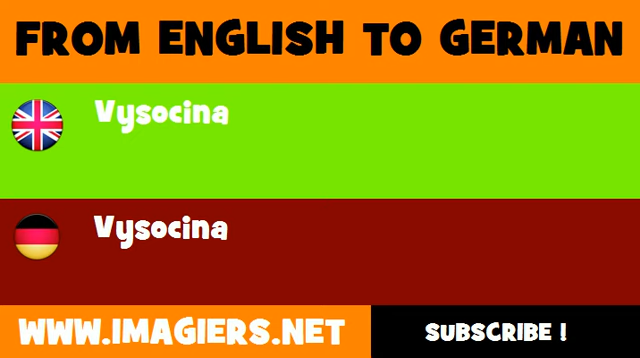 FROM ENGLISH TO GERMAN
Vysocina
Vysocina
WWW.IMAGIERS.NET
SUBSCRIBE !